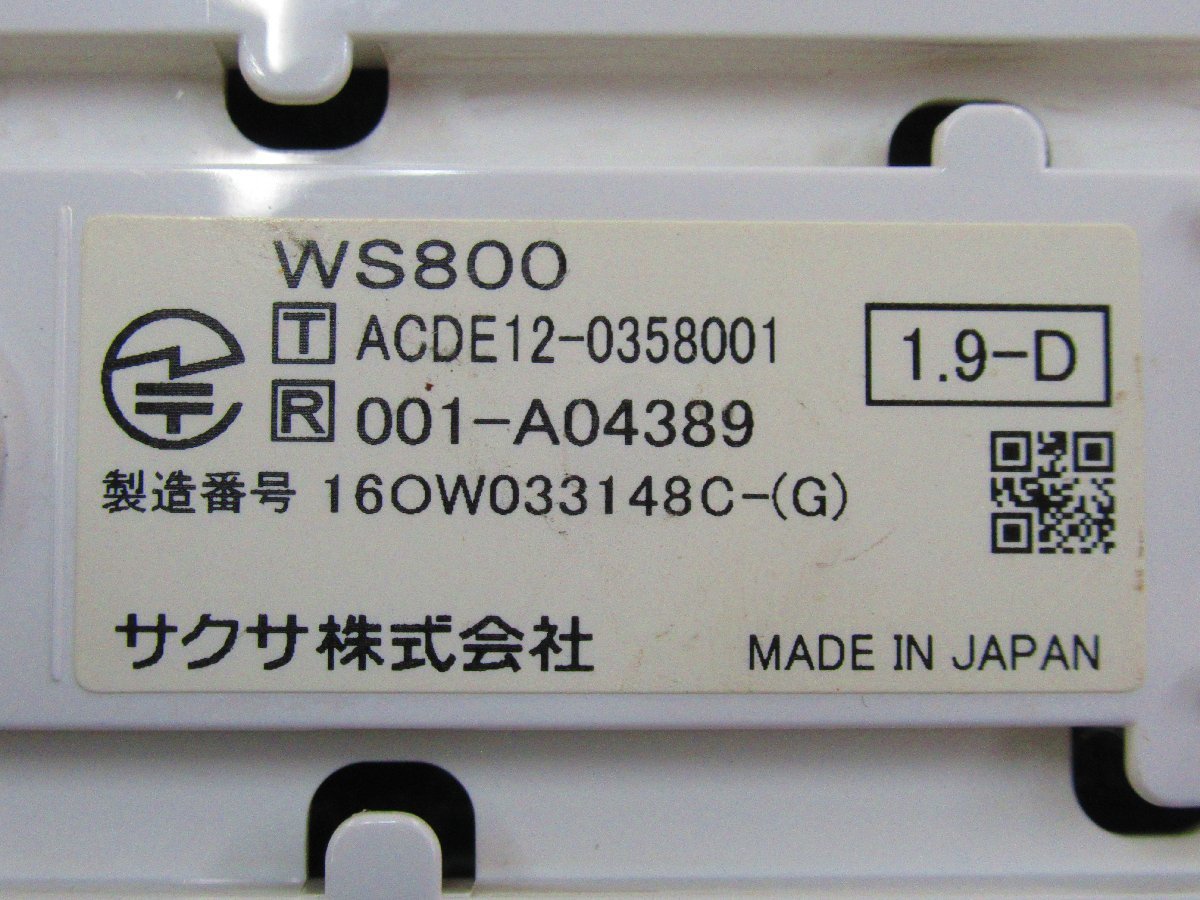 WS800
T ACDE12-0358001
1.9-D
R 001-A04389
製造番号 16OW033148C-(G)
サクサ株式会社
MADE IN JAPAN